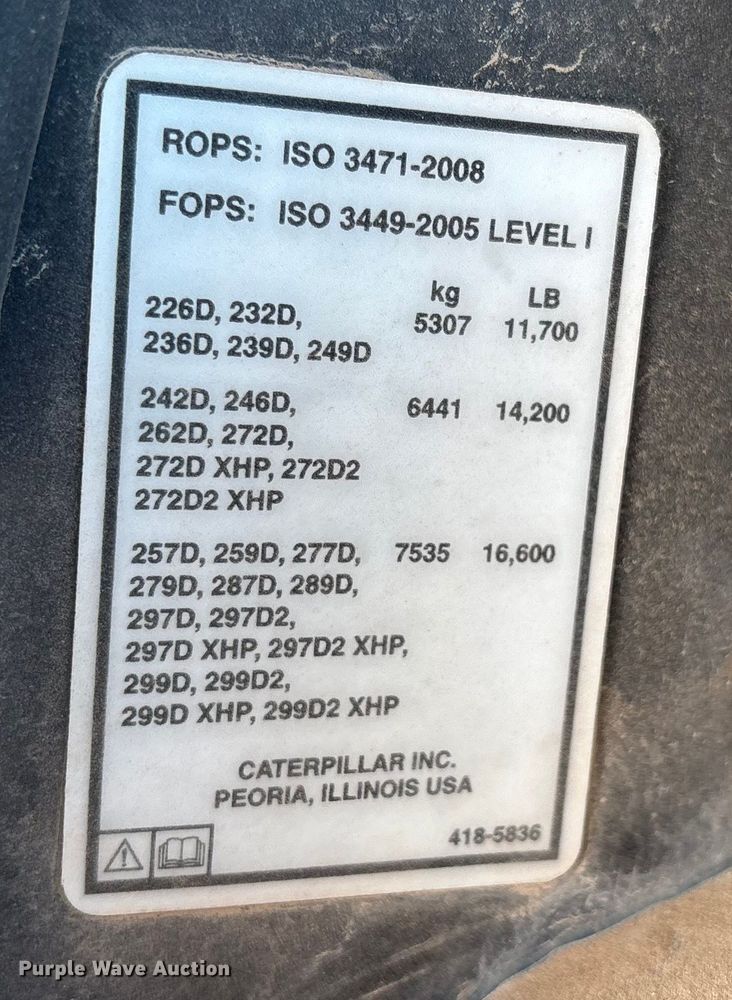 ROPS: ISO 3471-2008
FOPS: ISO 3449-2005 LEVEL I
kg LB
226D, 232D, 5307 11,700
236D, 239D, 249D
242D, 246D, 6441 14,200
262D, 272D,
272D XHP, 272D2
272D2 XHP
257D, 259D, 277D, 7535 16,600
279D, 287D, 289D,
297D, 297D2,
297D XHP, 297D2 XHP,
299D, 299D2,
299D XHP, 299D2 XHP
CATERPILLAR INC.
PEORIA, ILLINOIS USA
418-5836
Purple Wave Auction